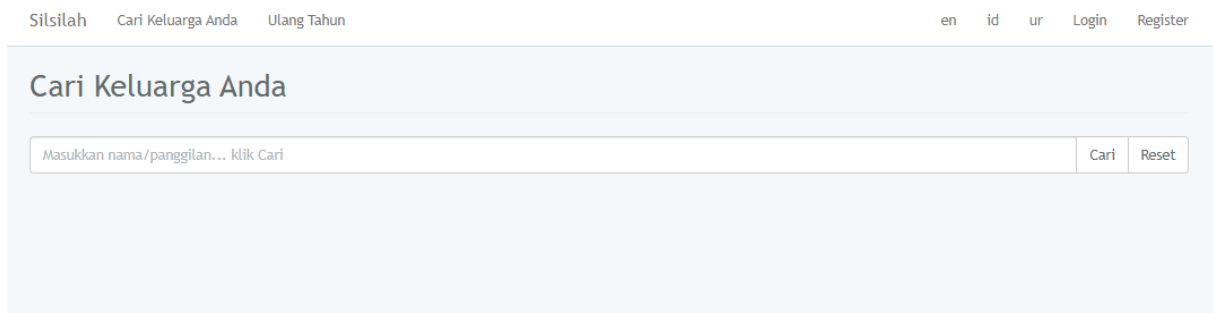 Silsilah Cari Keluarga Anda Ulang Tahun en id ur Login Register
Cari Keluarga Anda
Masukkan nama/panggilan... klik Cari Cari Reset